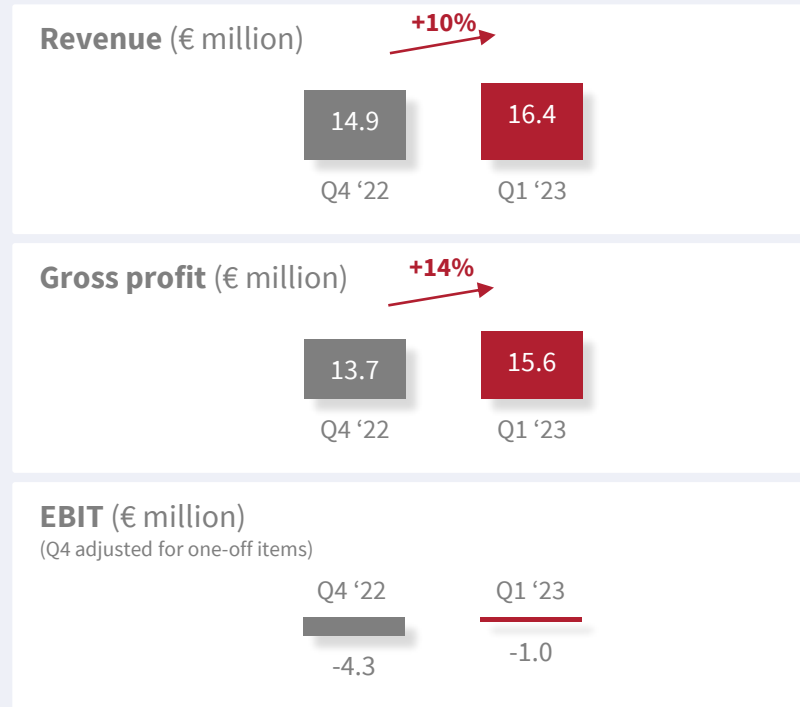 Revenue (€ million)
+10%
14.9
16.4
Q4 ‘22
Q1 ‘23
Gross profit (€ million)
+14%
13.7
15.6
Q4 ‘22
Q1 ‘23
EBIT (€ million)
(Q4 adjusted for one-off items)
Q4 ‘22
Q1 ‘23
-4.3
-1.0